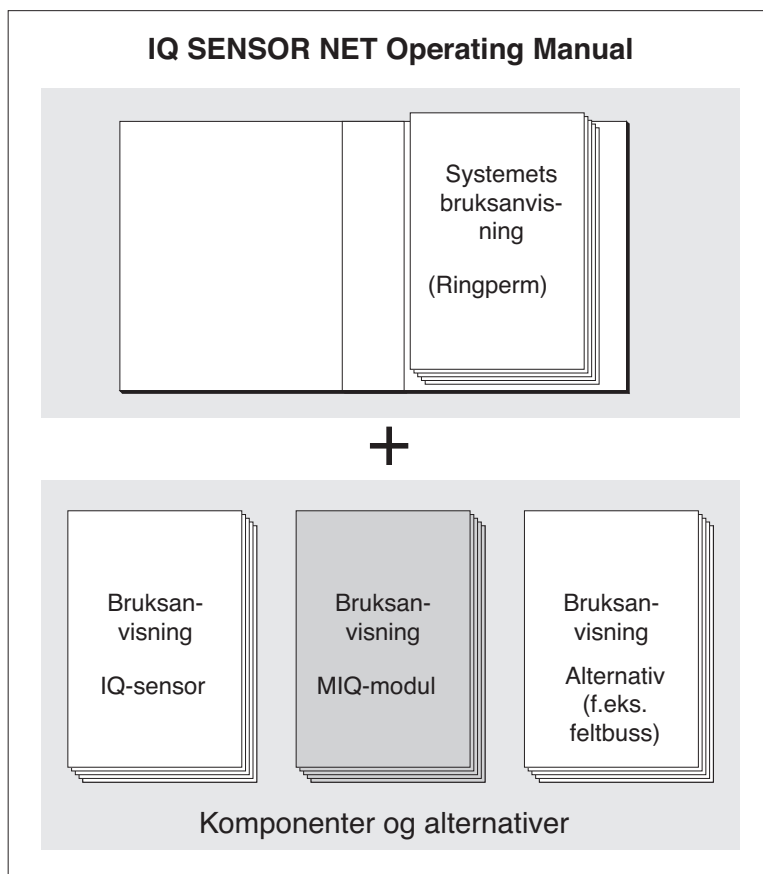 IQ SENSOR NET Operating Manual
Systemets
bruksanvis-
ning
(Ringperm)
+
Bruksan-
visning
IQ-sensor
Bruksan-
visning
MIQ-modul
Bruksan-
visning
Alternativ
(f.eks.
feltbuss)
Komponenter og alternativer